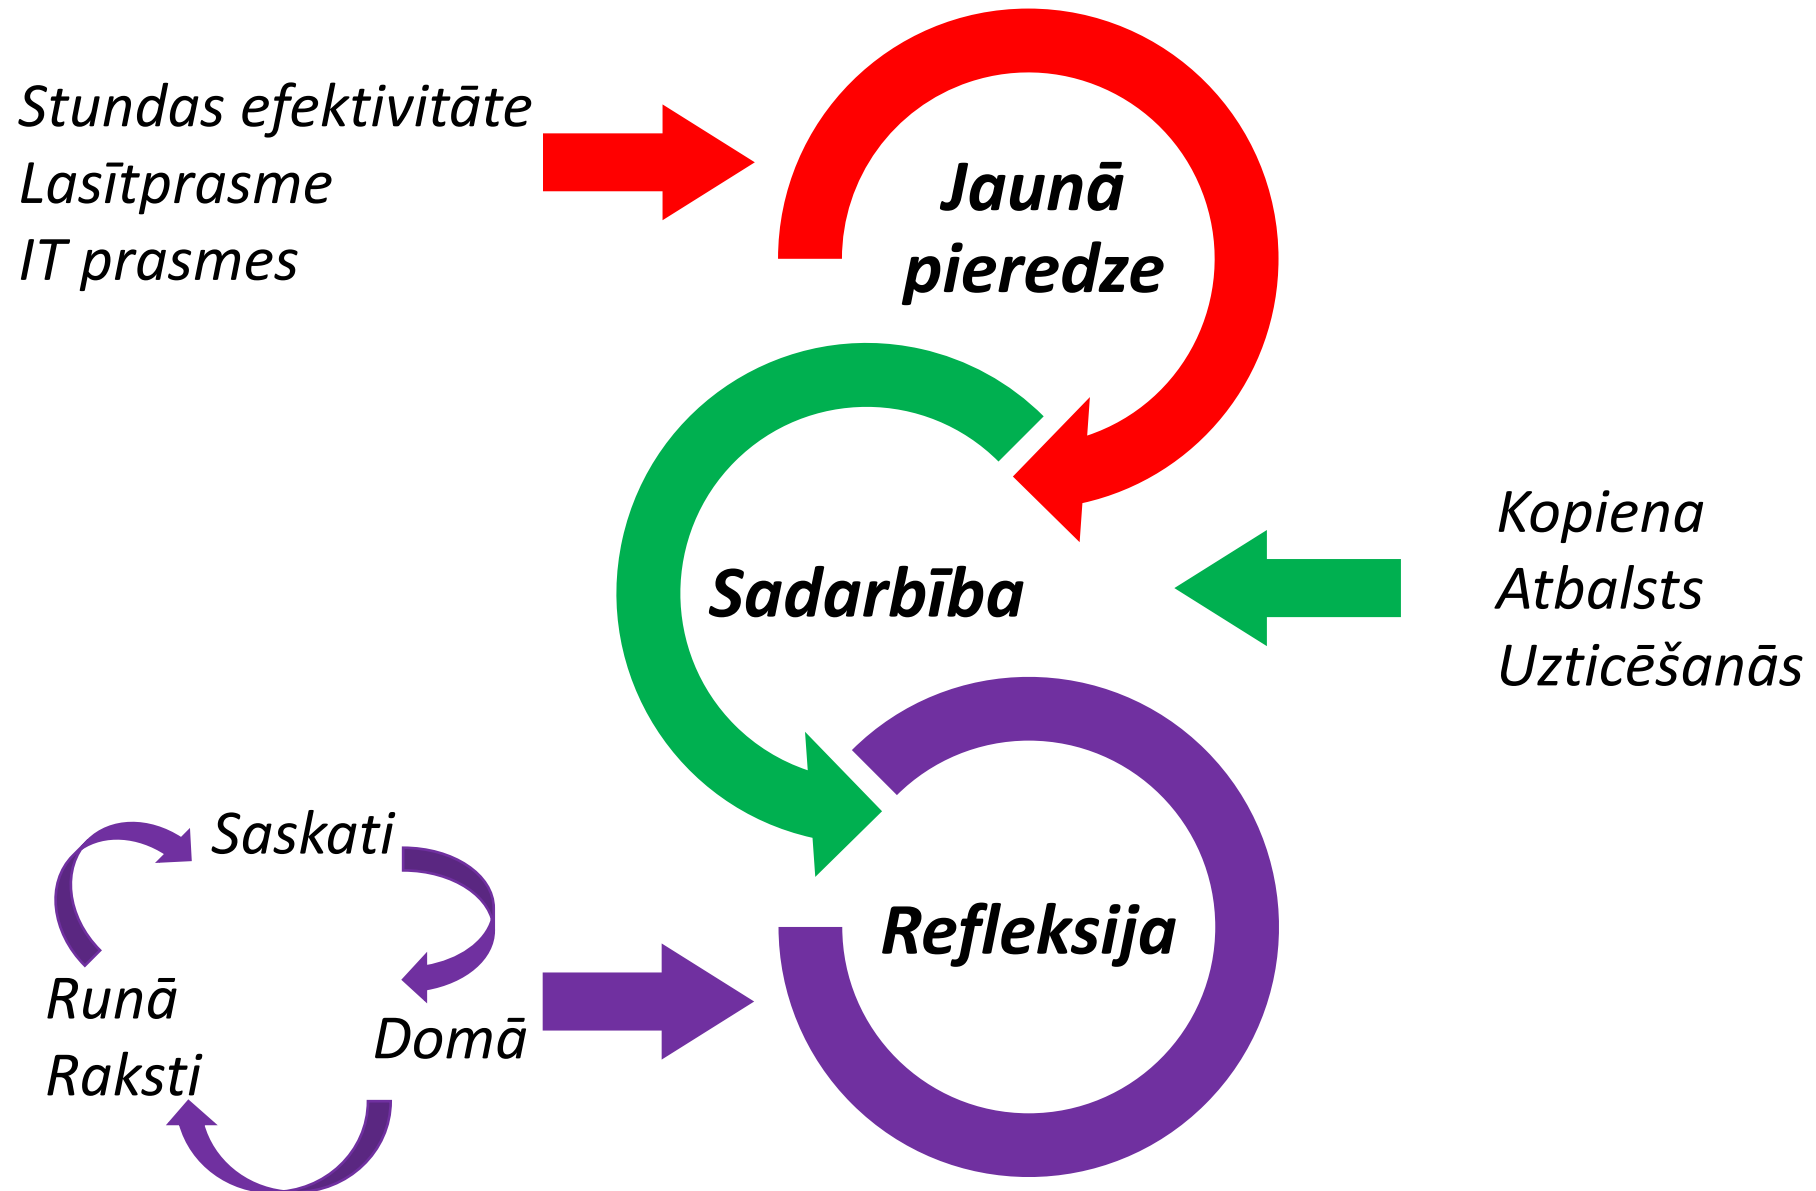 Stundas efektivitāte
Lasītprasme
IT prasmes
Jaunā
pieredze
Sadarbība
Kopiena
Atbalsts
Uzticēšanās
Saskati
Domā
Runā
Raksti
Refleksija